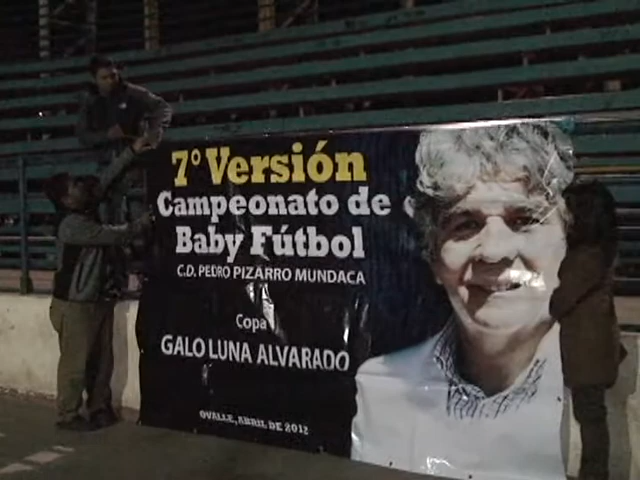 7° Versión
Campeonato de
Baby Fútbol
C.D. PEDRO PIZARRO MUNDACA
Copa
GALO LUNA ALVARADO
OVALLE, ABRIL DE 2012